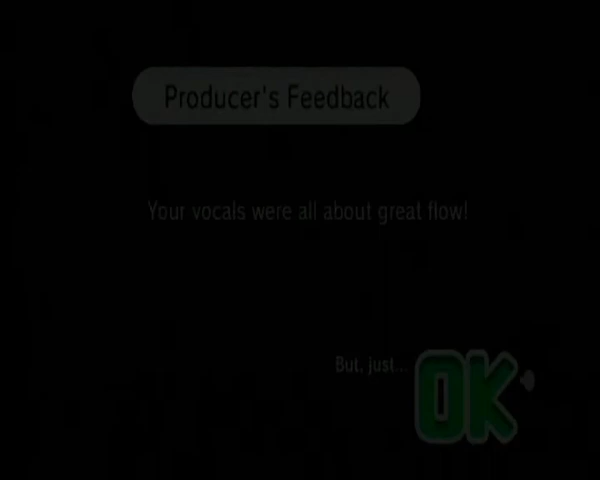 Producer's Feedback
Your vocals were all about great flow!
But, just... OK